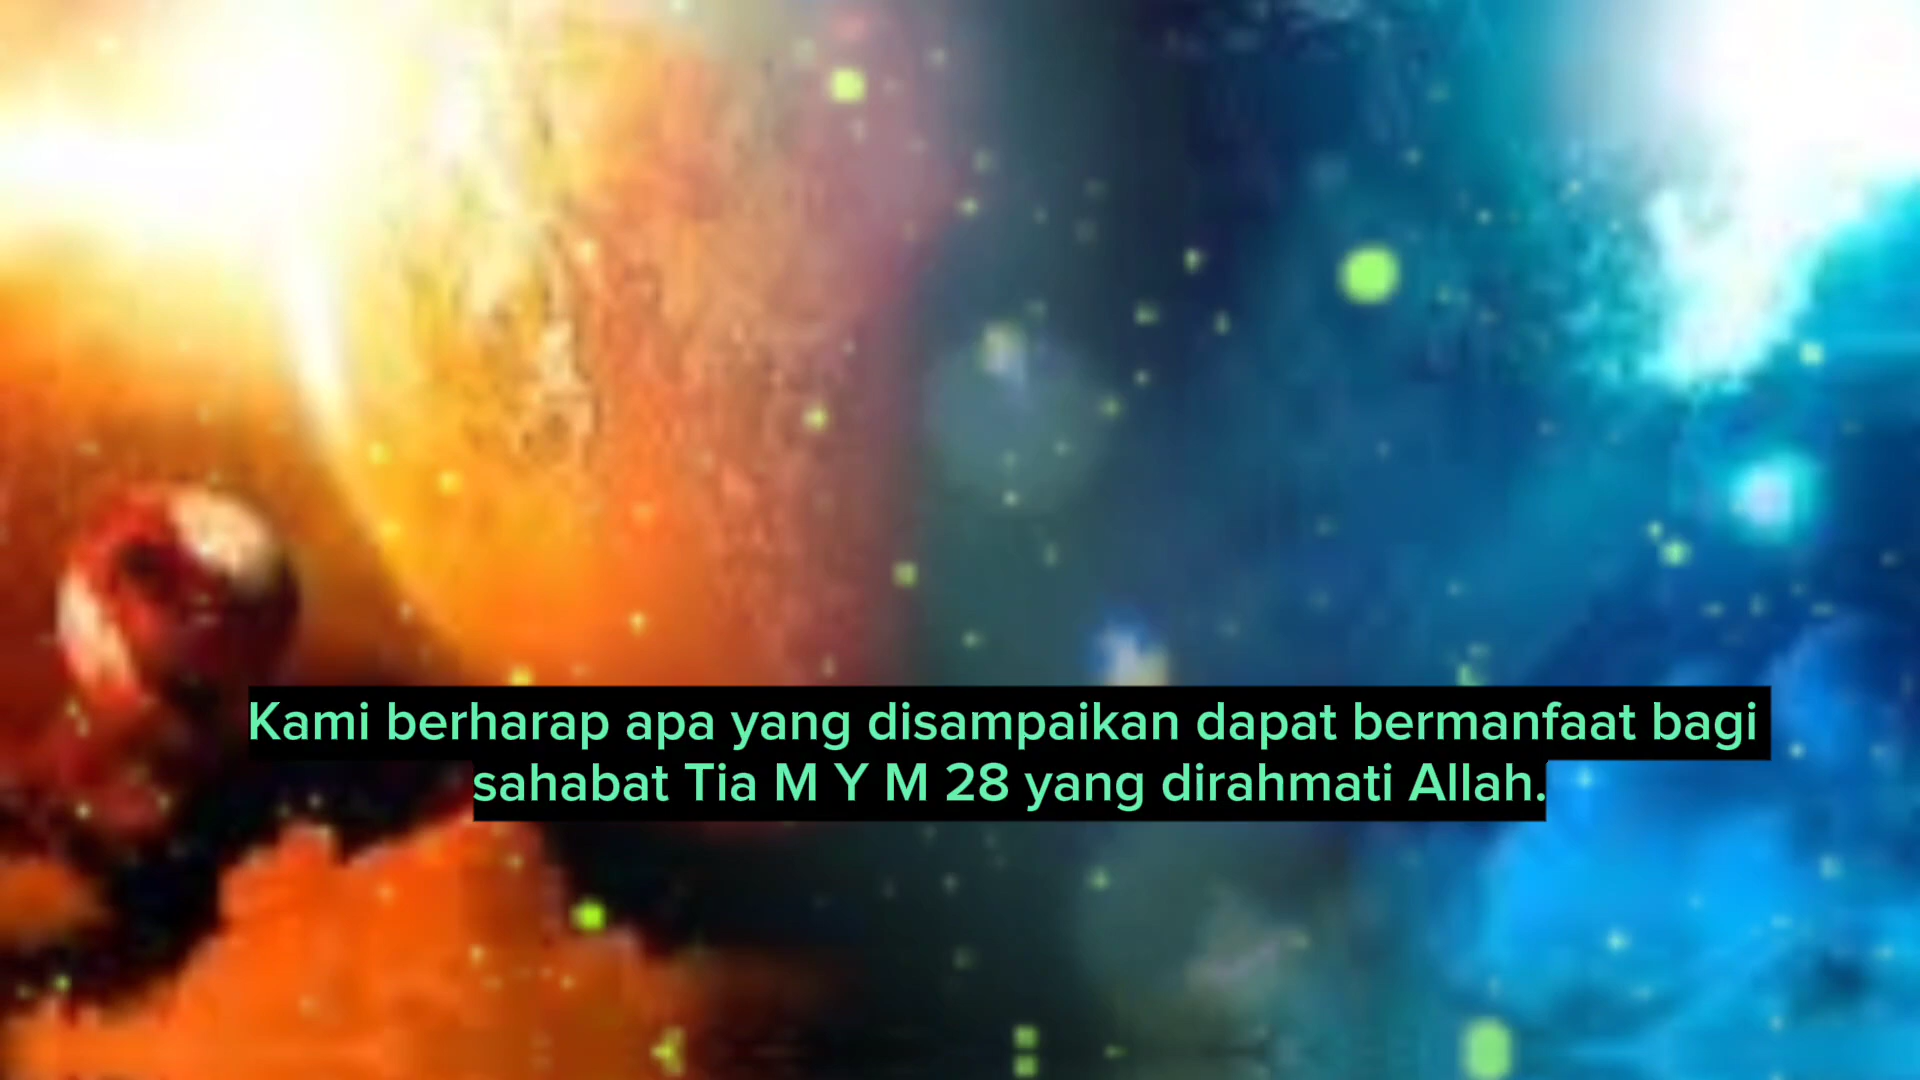 Kami berharap apa yang disampaikan dapat bermanfaat bagi
sahabat Tia M Y M 28 yang dirahmati Allah.